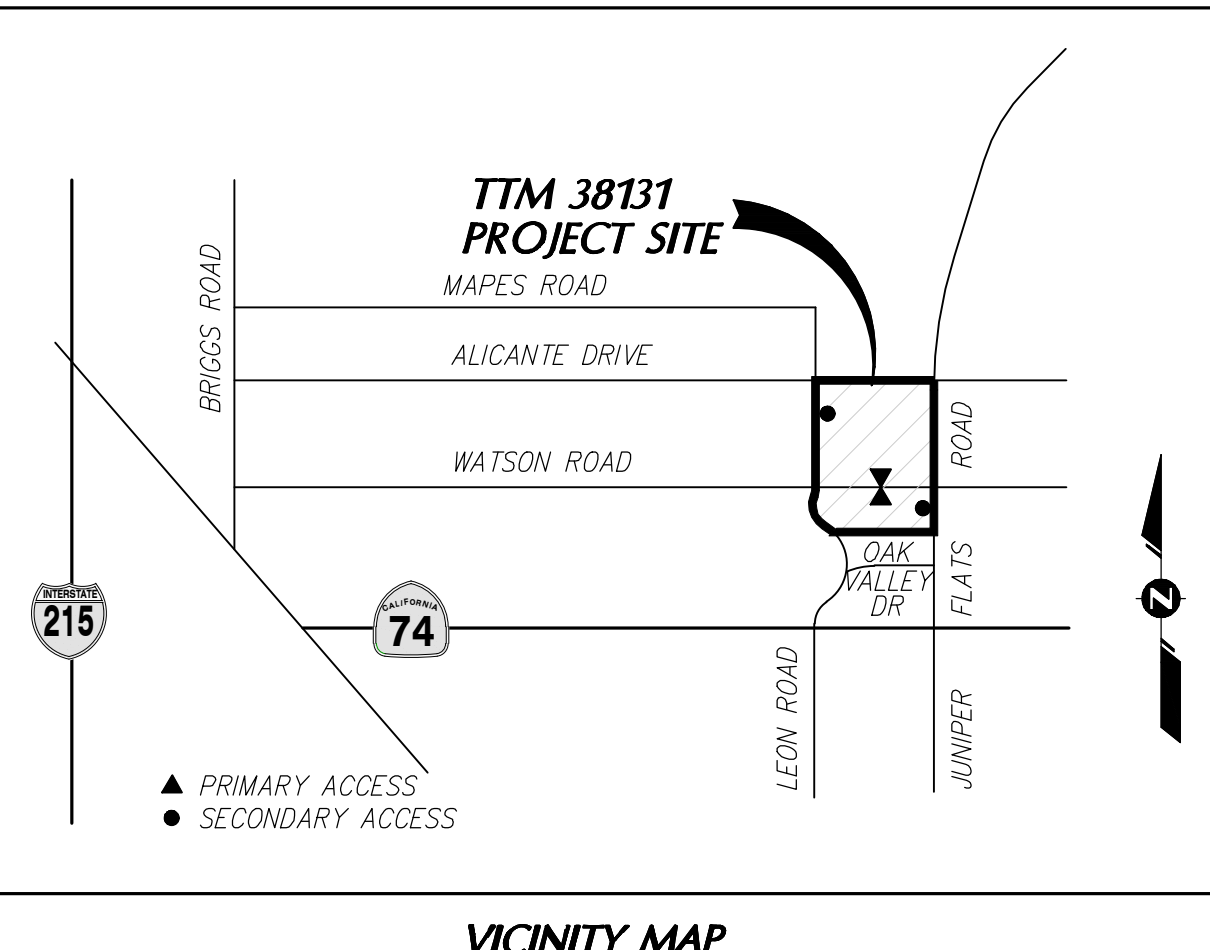 TTM 38131
PROJECT SITE
MAPES ROAD
BRIGGS ROAD
ALICANTE DRIVE
ROAD
WATSON ROAD
OAK
VALLEY
DR
FLATS
INTERSTATE
215
CALIFORNIA
74
N
LEON ROAD
JUNIPER
PRIMARY ACCESS
SECONDARY ACCESS
VICINITY MAP